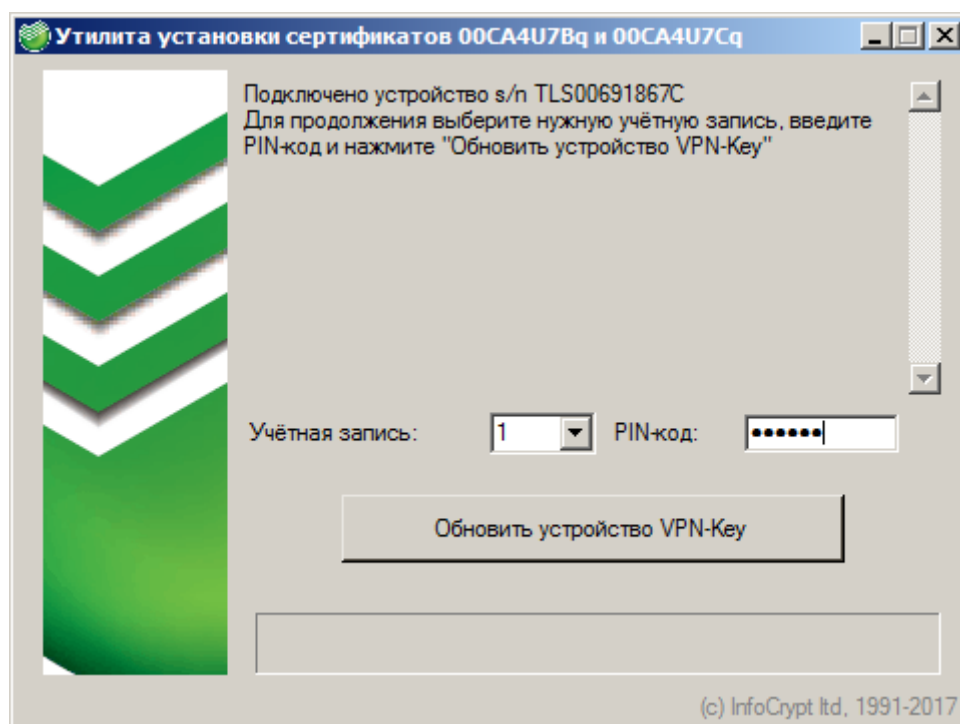 Утилита установки сертификатов 00CA4U7Bq и 00CA4U7Cq
Подключено устройство s/n TLS00691867C
Для продолжения выберите нужную учётную запись, введите
PIN-код и нажмите "Обновить устройство VPN-Key"
Учётная запись: 1 PIN-код: ••••••
Обновить устройство VPN-Key
(c) InfoCrypt ltd, 1991-2017